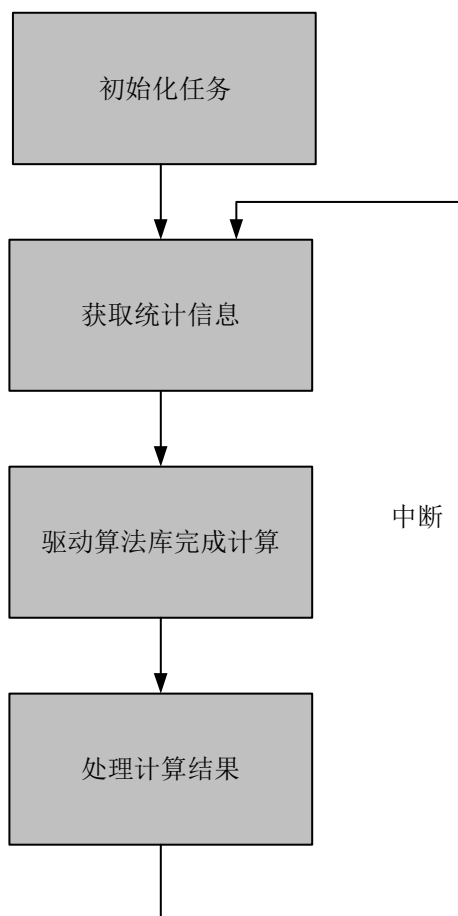 初始化任务
获取统计信息
驱动算法库完成计算
中断
处理计算结果